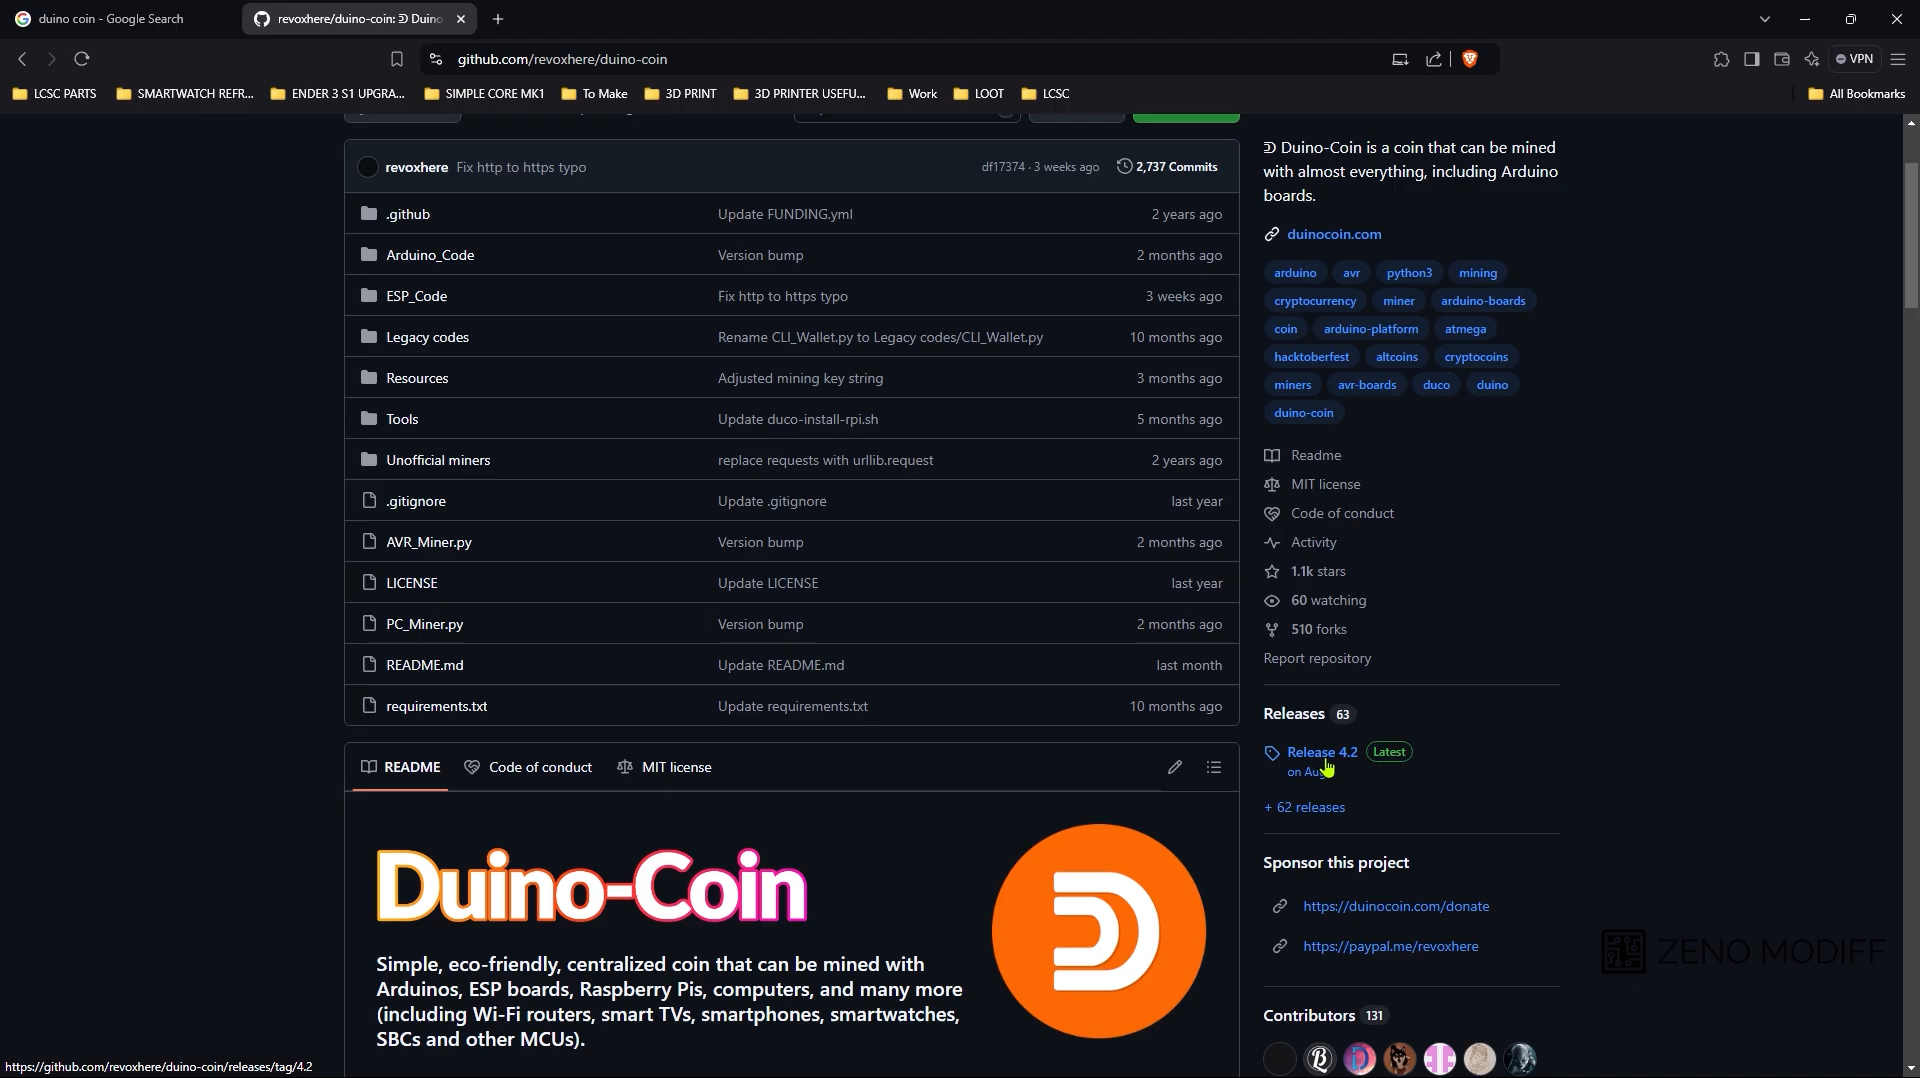 duino coin - Google Search
revoxhere/duino-coin: Duino
github.com/revoxhere/duino-coin
VPN
LCSC PARTS
SMARTWATCH REFR...
ENDER 3 S1 UPGRA...
SIMPLE CORE MK1
To Make
3D PRINT
3D PRINTER USEFU...
Work
LOOT
LCSC
All Bookmarks
revoxhere Fix http to https typo df17374 · 3 weeks ago 2,737 Commits
.github Update FUNDING.yml 2 years ago
Arduino_Code Version bump 2 months ago
ESP_Code Fix http to https typo 3 weeks ago
Legacy codes Rename CLI_Wallet.py to Legacy codes/CLI_Wallet.py 10 months ago
Resources Adjusted mining key string 3 months ago
Tools Update duco-install-rpi.sh 5 months ago
Unofficial miners replace requests with urllib.request 2 years ago
.gitignore Update .gitignore last year
AVR_Miner.py Version bump 2 months ago
LICENSE Update LICENSE last year
PC_Miner.py Version bump 2 months ago
README.md Update README.md last month
requirements.txt Update requirements.txt 10 months ago
README Code of conduct MIT license
Duino-Coin
Simple, eco-friendly, centralized coin that can be mined with
Arduinos, ESP boards, Raspberry Pis, computers, and many more
(including Wi-Fi routers, smart TVs, smartphones, smartwatches,
SBCs and other MCUs).
Duino-Coin is a coin that can be mined
with almost everything, including Arduino
boards.
duinocoin.com
arduino avr python3 mining
cryptocurrency miner arduino-boards
coin arduino-platform atmega
hacktoberfest altcoins cryptocoins
miners avr-boards duco duino
duino-coin
Readme
MIT license
Code of conduct
Activity
1.1k stars
60 watching
510 forks
Report repository
Releases 63
Release 4.2 Latest
on Aug
+ 62 releases
Sponsor this project
https://duinocoin.com/donate
https://paypal.me/revoxhere
ZENO MODIFF
Contributors 131
https://github.com/revoxhere/duino-coin/releases/tag/4.2